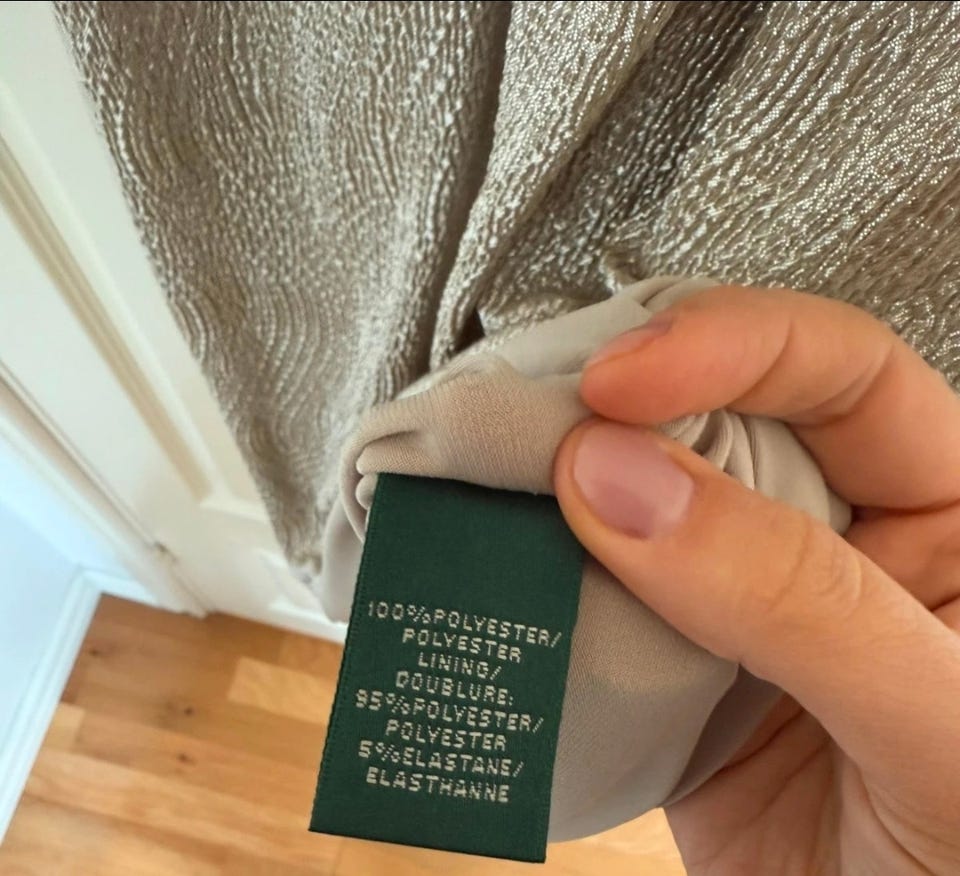 100%POLYESTER/
POLYESTER
LINING/
DOUBLURE:
95%POLYESTER/
POLYESTER
5%ELASTANE/
ELASTHANNE